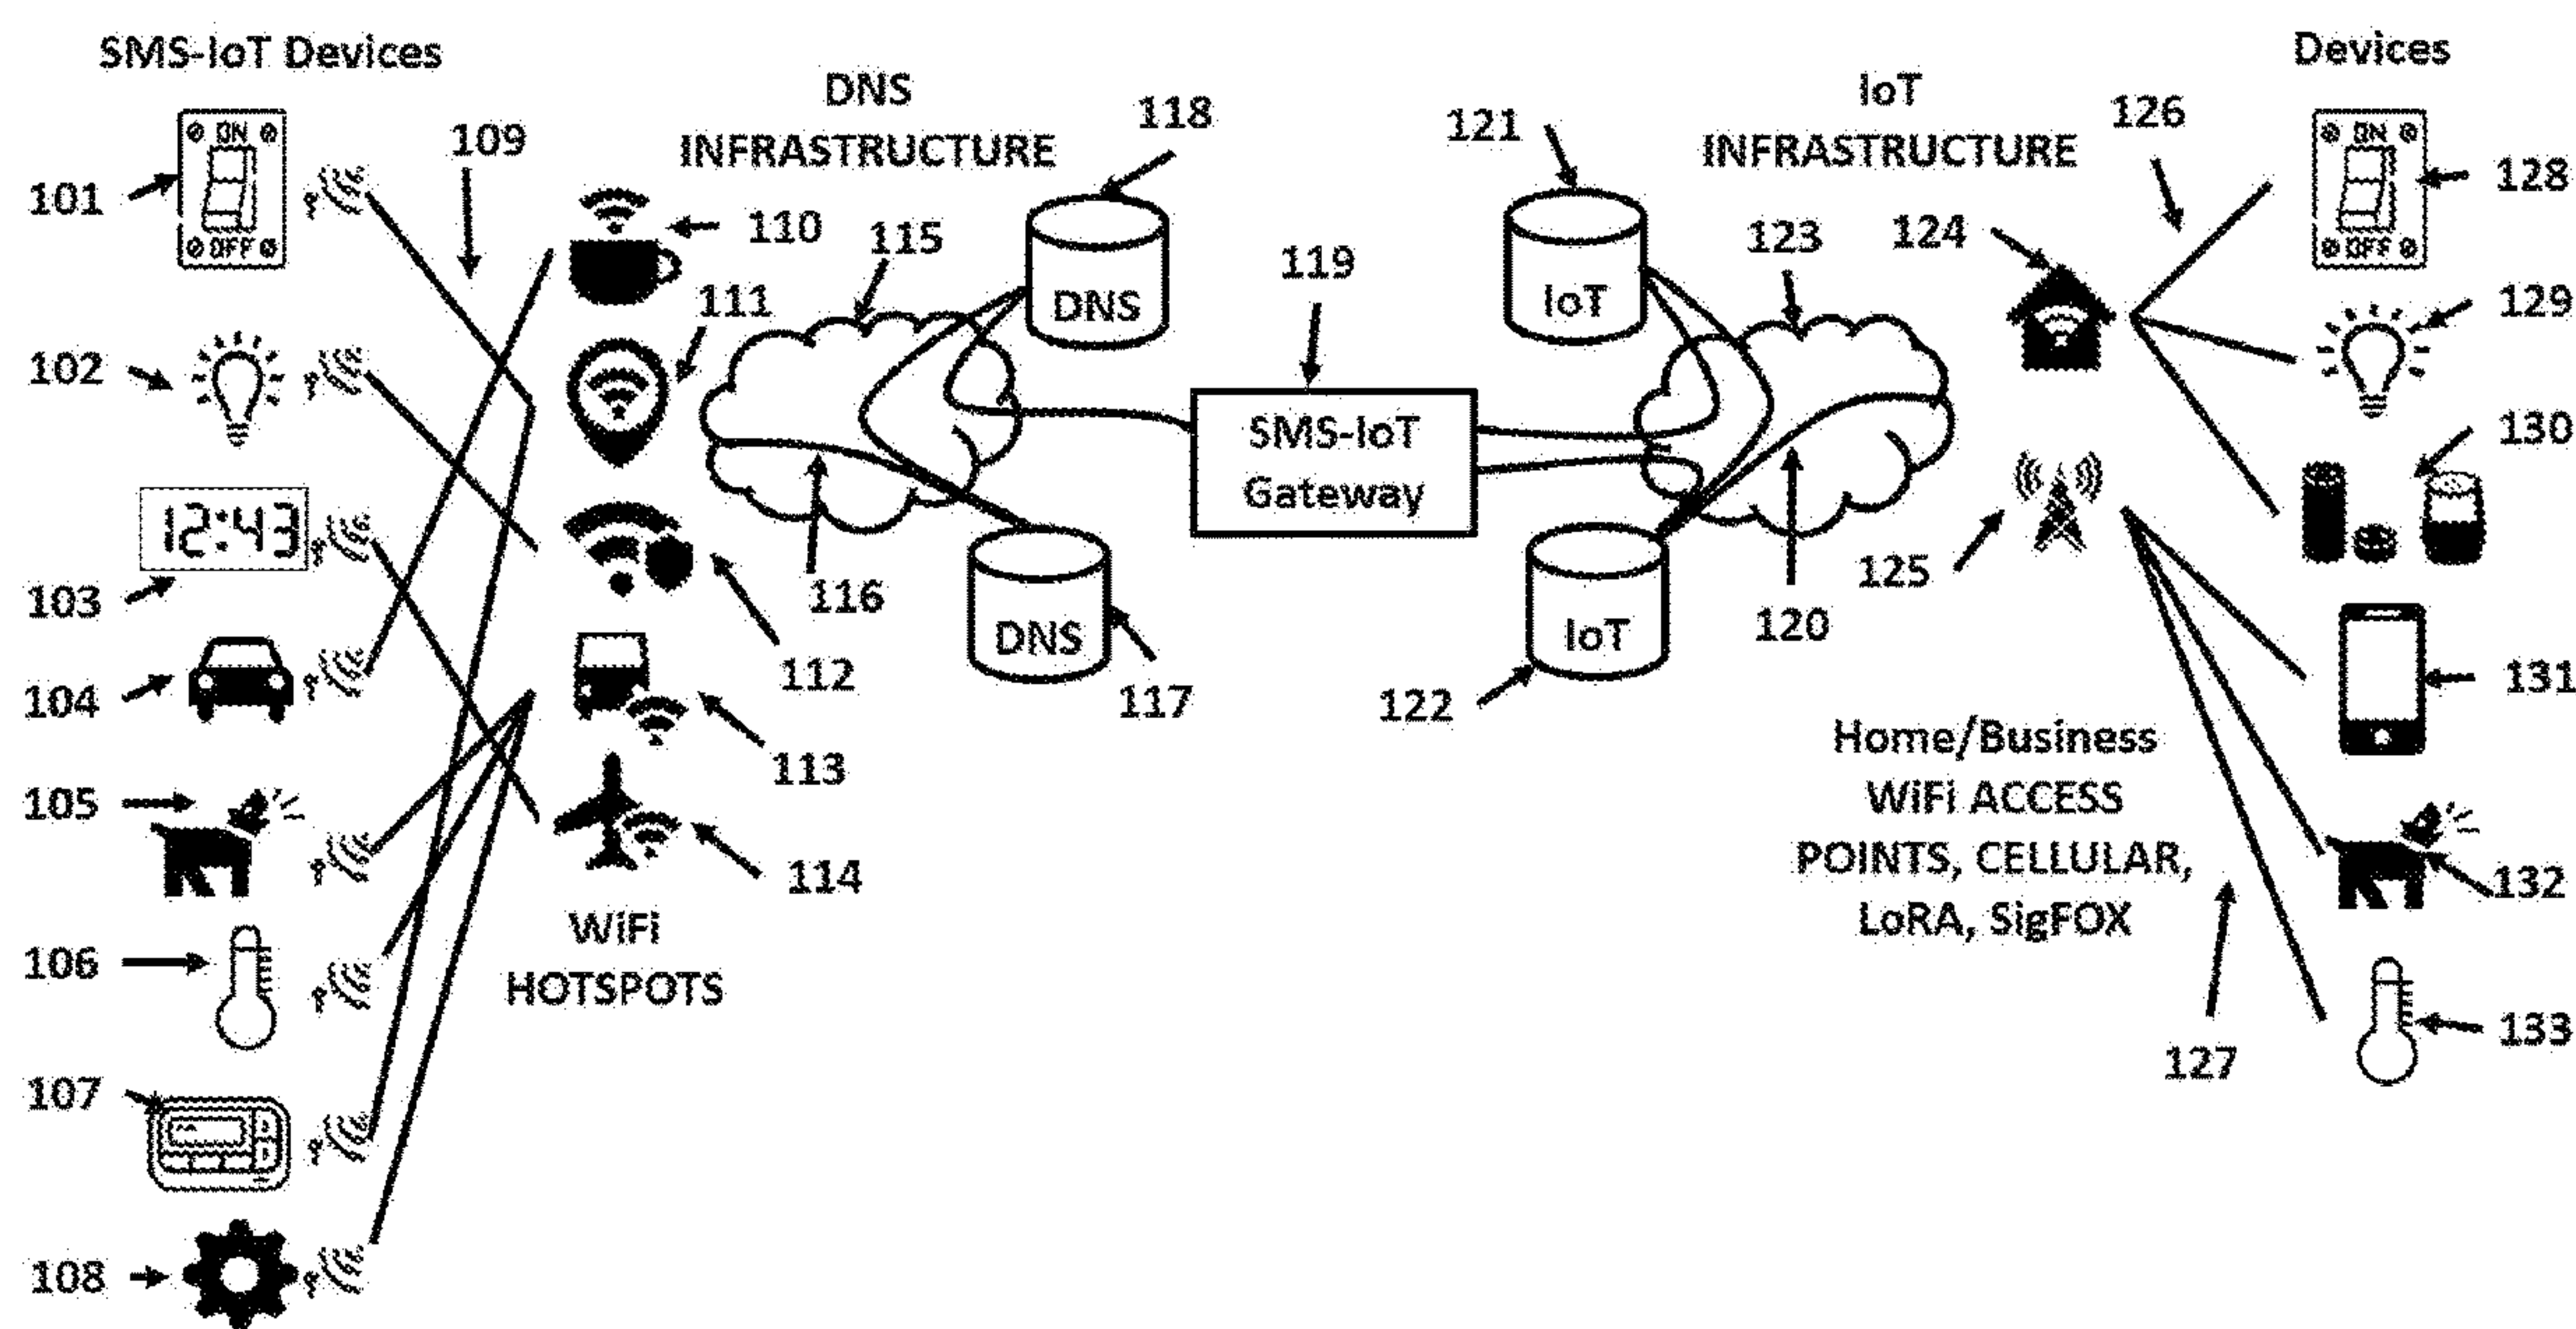 SMS-IoT Devices
Devices
DNS
INFRASTRUCTURE
IoT
INFRASTRUCTURE
118
121
126
109
ON
OFF
101
110
115
119
123
124
ON
OFF
128
DNS
IoT
111
129
102
SMS-IoT
Gateway
130
12:43
103
116
112
DNS
117
IoT
122
120
125
131
104
113
105
114
Home/Business
WiFi ACCESS
POINTS, CELLULAR,
LoRA, SigFOX
132
WiFi
HOTSPOTS
106
127
133
107
108